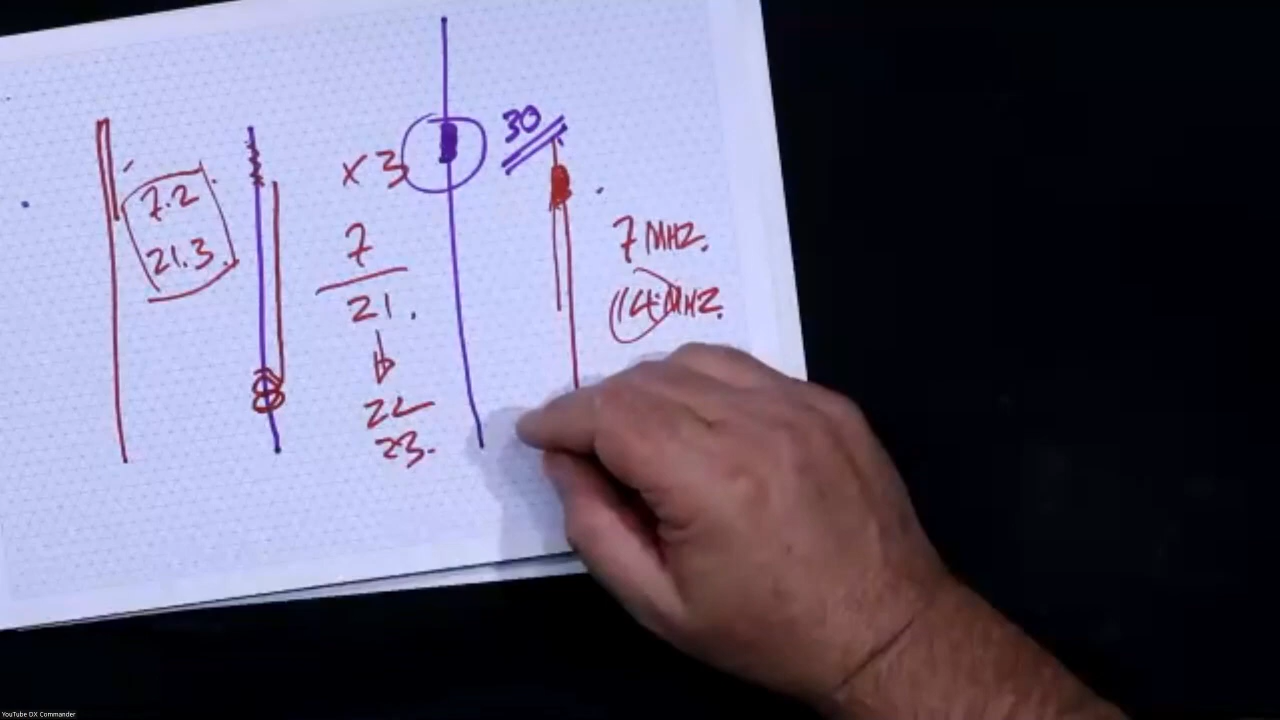 7.2
21.3.
x3
7
21.
22
23.
30
7 MHZ.
14 MHZ.
YouTube DX Commander